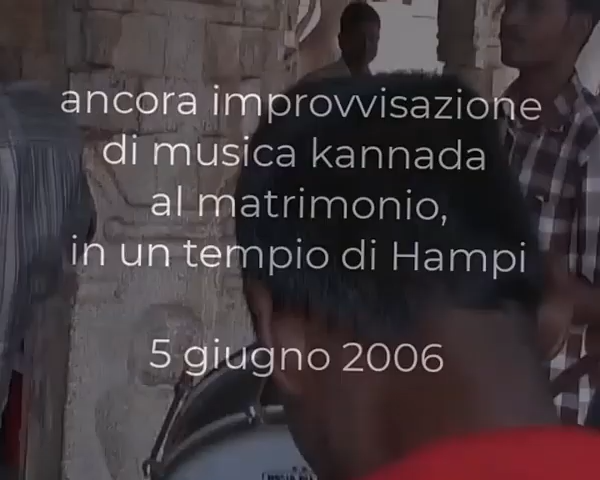 ancora improvvisazione
di musica kannada
al matrimonio,
in un tempio di Hampi
5 giugno 2006